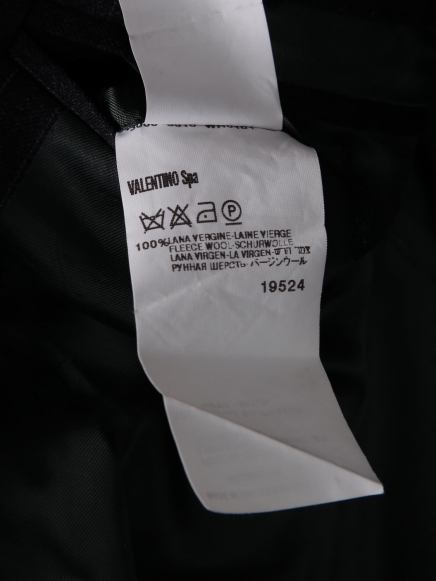 VALENTINO Spa
P
100%LANA VERGINE-LAINE VIERGE
FLEECE WOOL-SCHURWOLLE
LANA VIRGEN-LA VIRGEN-
РУННАЯ ШЕРСТЬ-バージンウール
19524